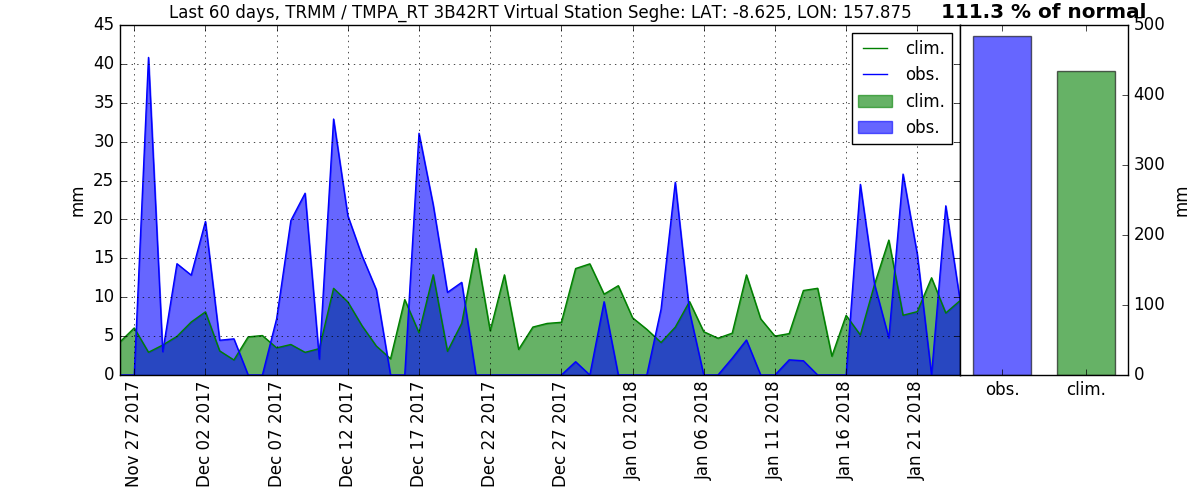 Last 60 days, TRMM / TMPA_RT 3B42RT Virtual Station Seghe: LAT: -8.625, LON: 157.875
111.3 % of normal
mm
45
40
35
30
25
20
15
10
5
0
clim.
obs.
clim.
obs.
Nov 27 2017
Dec 02 2017
Dec 07 2017
Dec 12 2017
Dec 17 2017
Dec 22 2017
Dec 27 2017
Jan 01 2018
Jan 06 2018
Jan 11 2018
Jan 16 2018
Jan 21 2018
obs.
clim.
500
400
300
200
100
0
mm